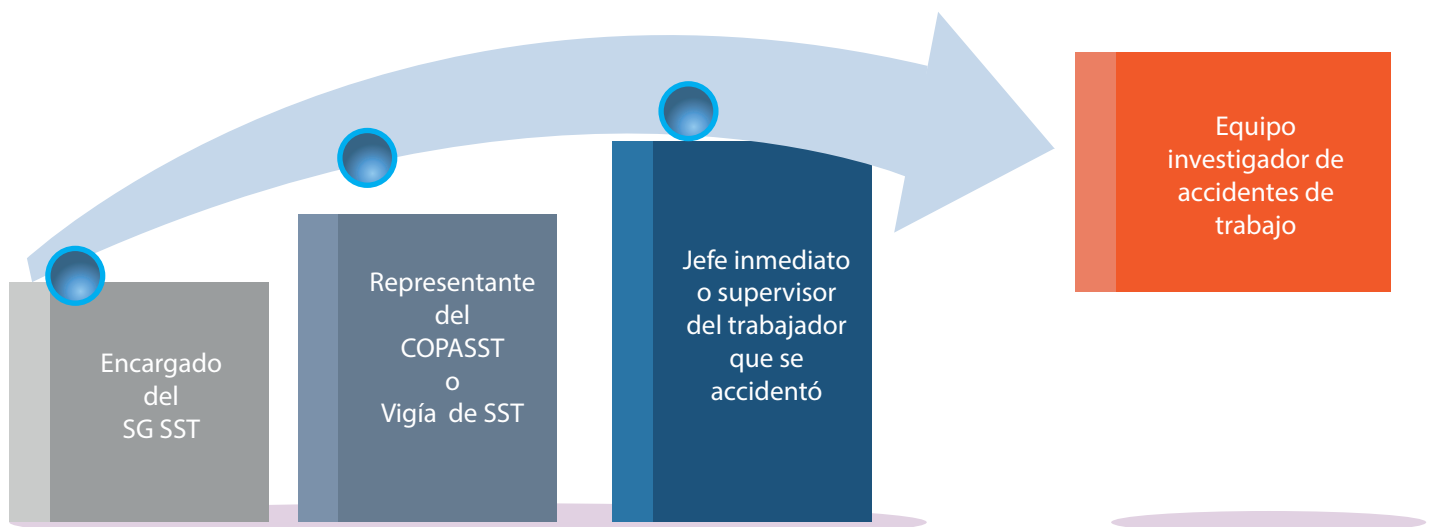 Encargado
del
SG SST
Representante
del
COPASST
o
Vigía de SST
Jefe inmediato
o supervisor
del trabajador
que se
accidentó
Equipo
investigador de
accidentes de
trabajo